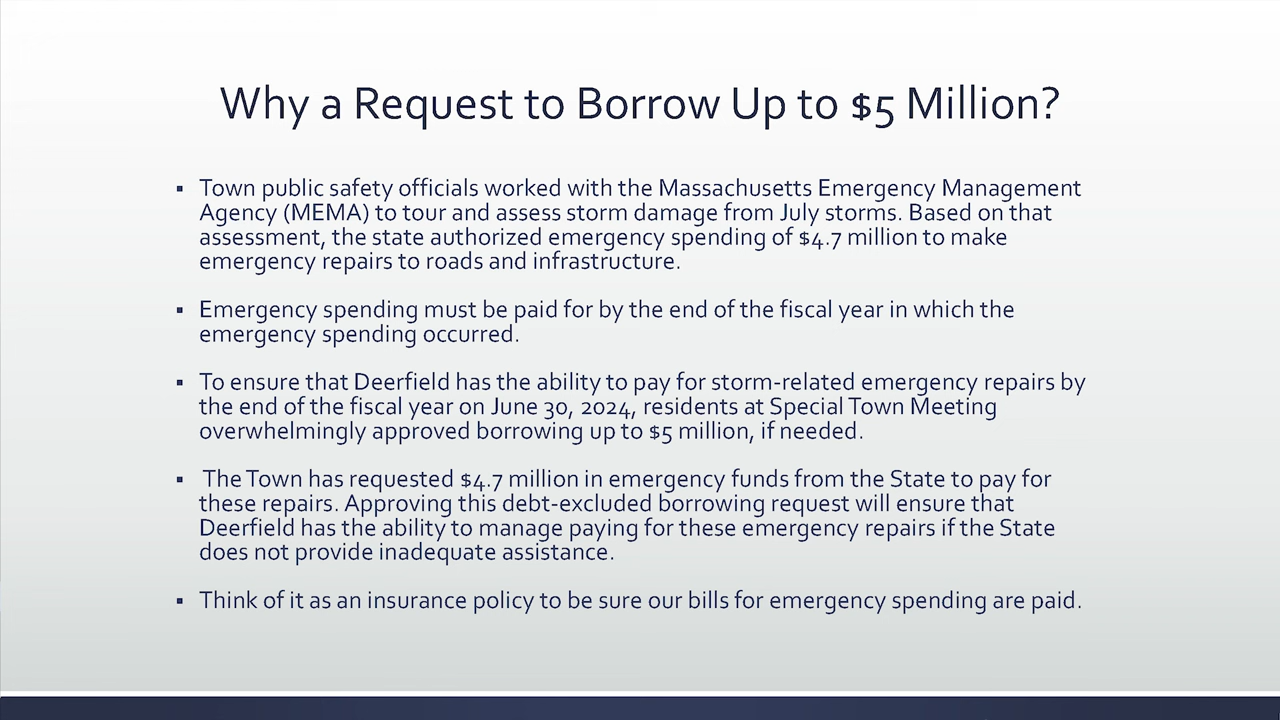 Why a Request to Borrow Up to $5 Million?
▪ Town public safety officials worked with the Massachusetts Emergency Management
Agency (MEMA) to tour and assess storm damage from July storms. Based on that
assessment, the state authorized emergency spending of $4.7 million to make
emergency repairs to roads and infrastructure.
▪ Emergency spending must be paid for by the end of the fiscal year in which the
emergency spending occurred.
▪ To ensure that Deerfield has the ability to pay for storm-related emergency repairs by
the end of the fiscal year on June 30, 2024, residents at Special Town Meeting
overwhelmingly approved borrowing up to $5 million, if needed.
▪ The Town has requested $4.7 million in emergency funds from the State to pay for
these repairs. Approving this debt-excluded borrowing request will ensure that
Deerfield has the ability to manage paying for these emergency repairs if the State
does not provide inadequate assistance.
▪ Think of it as an insurance policy to be sure our bills for emergency spending are paid.